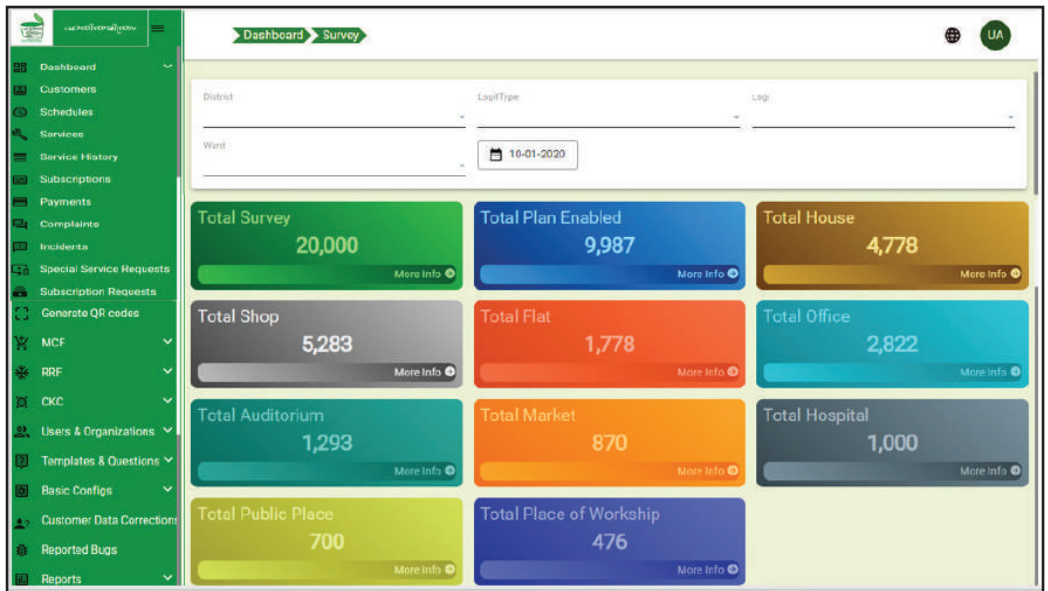 Dashboard Survey
UA
Dashboard
Customers
Schedules
Services
Service History
Subscriptions
Payments
Complaints
Incidents
Special Service Requests
Subscription Requests
Generate QR codes
MCF
RRF
CKC
Users & Organizations
Templates & Questions
Basic Configs
Customer Data Corrections
Reported Bugs
Reports
District
LsgiTType
Lsgi
Ward
10-01-2020
Total Survey
20,000
More Info
Total Plan Enabled
9,987
More Info
Total House
4,778
More Info
Total Shop
5,283
More Info
Total Flat
1,778
More Info
Total Office
2,822
More Info
Total Auditorium
1,293
More Info
Total Market
870
More Info
Total Hospital
1,000
More Info
Total Public Place
700
More Info
Total Place of Workship
476
More Info